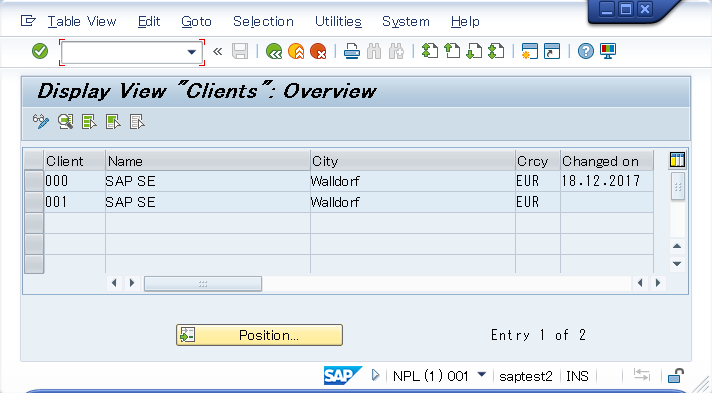 Table View Edit Goto Selection Utilities System Help
Display View "Clients": Overview
Client Name City Crcy Changed on
000 SAP SE Walldorf EUR 18.12.2017
001 SAP SE Walldorf EUR
Position... Entry 1 of 2
SAP NPL (1) 001 saptest2 INS